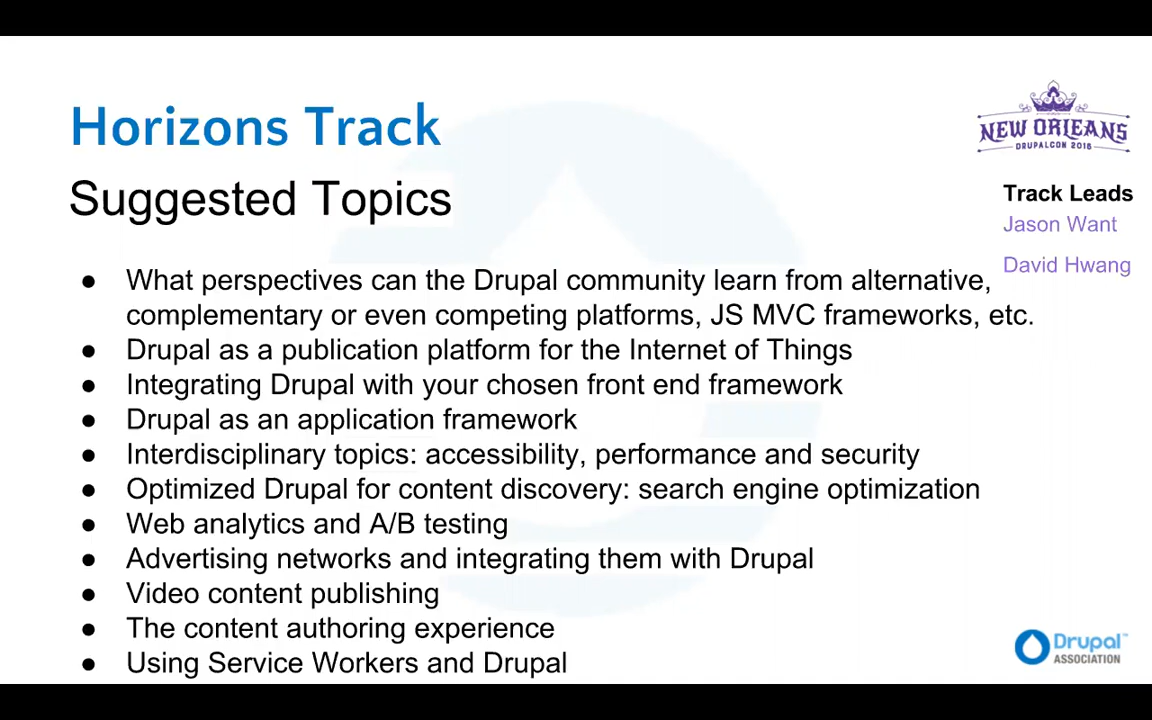 Horizons Track
Suggested Topics
NEW ORLEANS
DRUPALCON 2016
Track Leads
Jason Want
David Hwang
● What perspectives can the Drupal community learn from alternative,
complementary or even competing platforms, JS MVC frameworks, etc.
● Drupal as a publication platform for the Internet of Things
● Integrating Drupal with your chosen front end framework
● Drupal as an application framework
● Interdisciplinary topics: accessibility, performance and security
● Optimized Drupal for content discovery: search engine optimization
● Web analytics and A/B testing
● Advertising networks and integrating them with Drupal
● Video content publishing
● The content authoring experience
● Using Service Workers and Drupal
Drupal™
ASSOCIATION